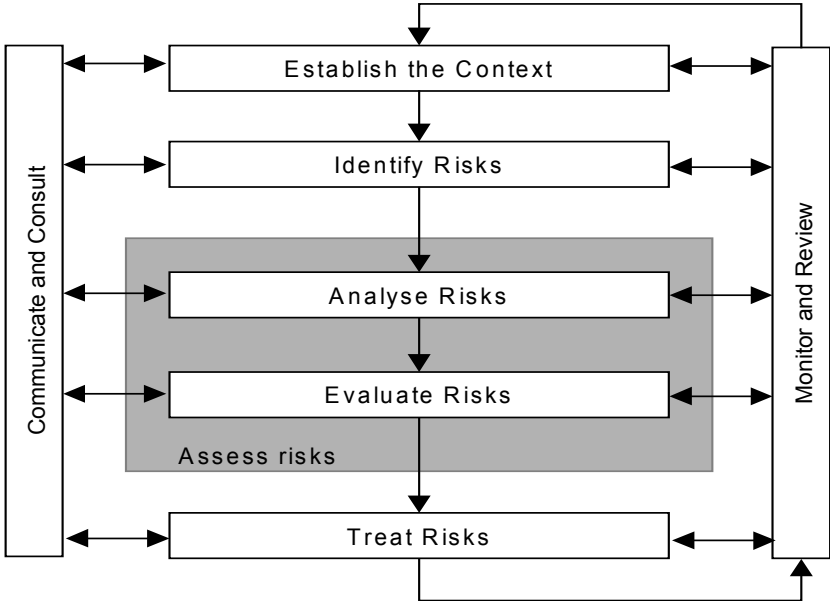 Establish the Context
Identify Risks
Analyse Risks
Evaluate Risks
Assess risks
Treat Risks
Communicate and Consult
Monitor and Review